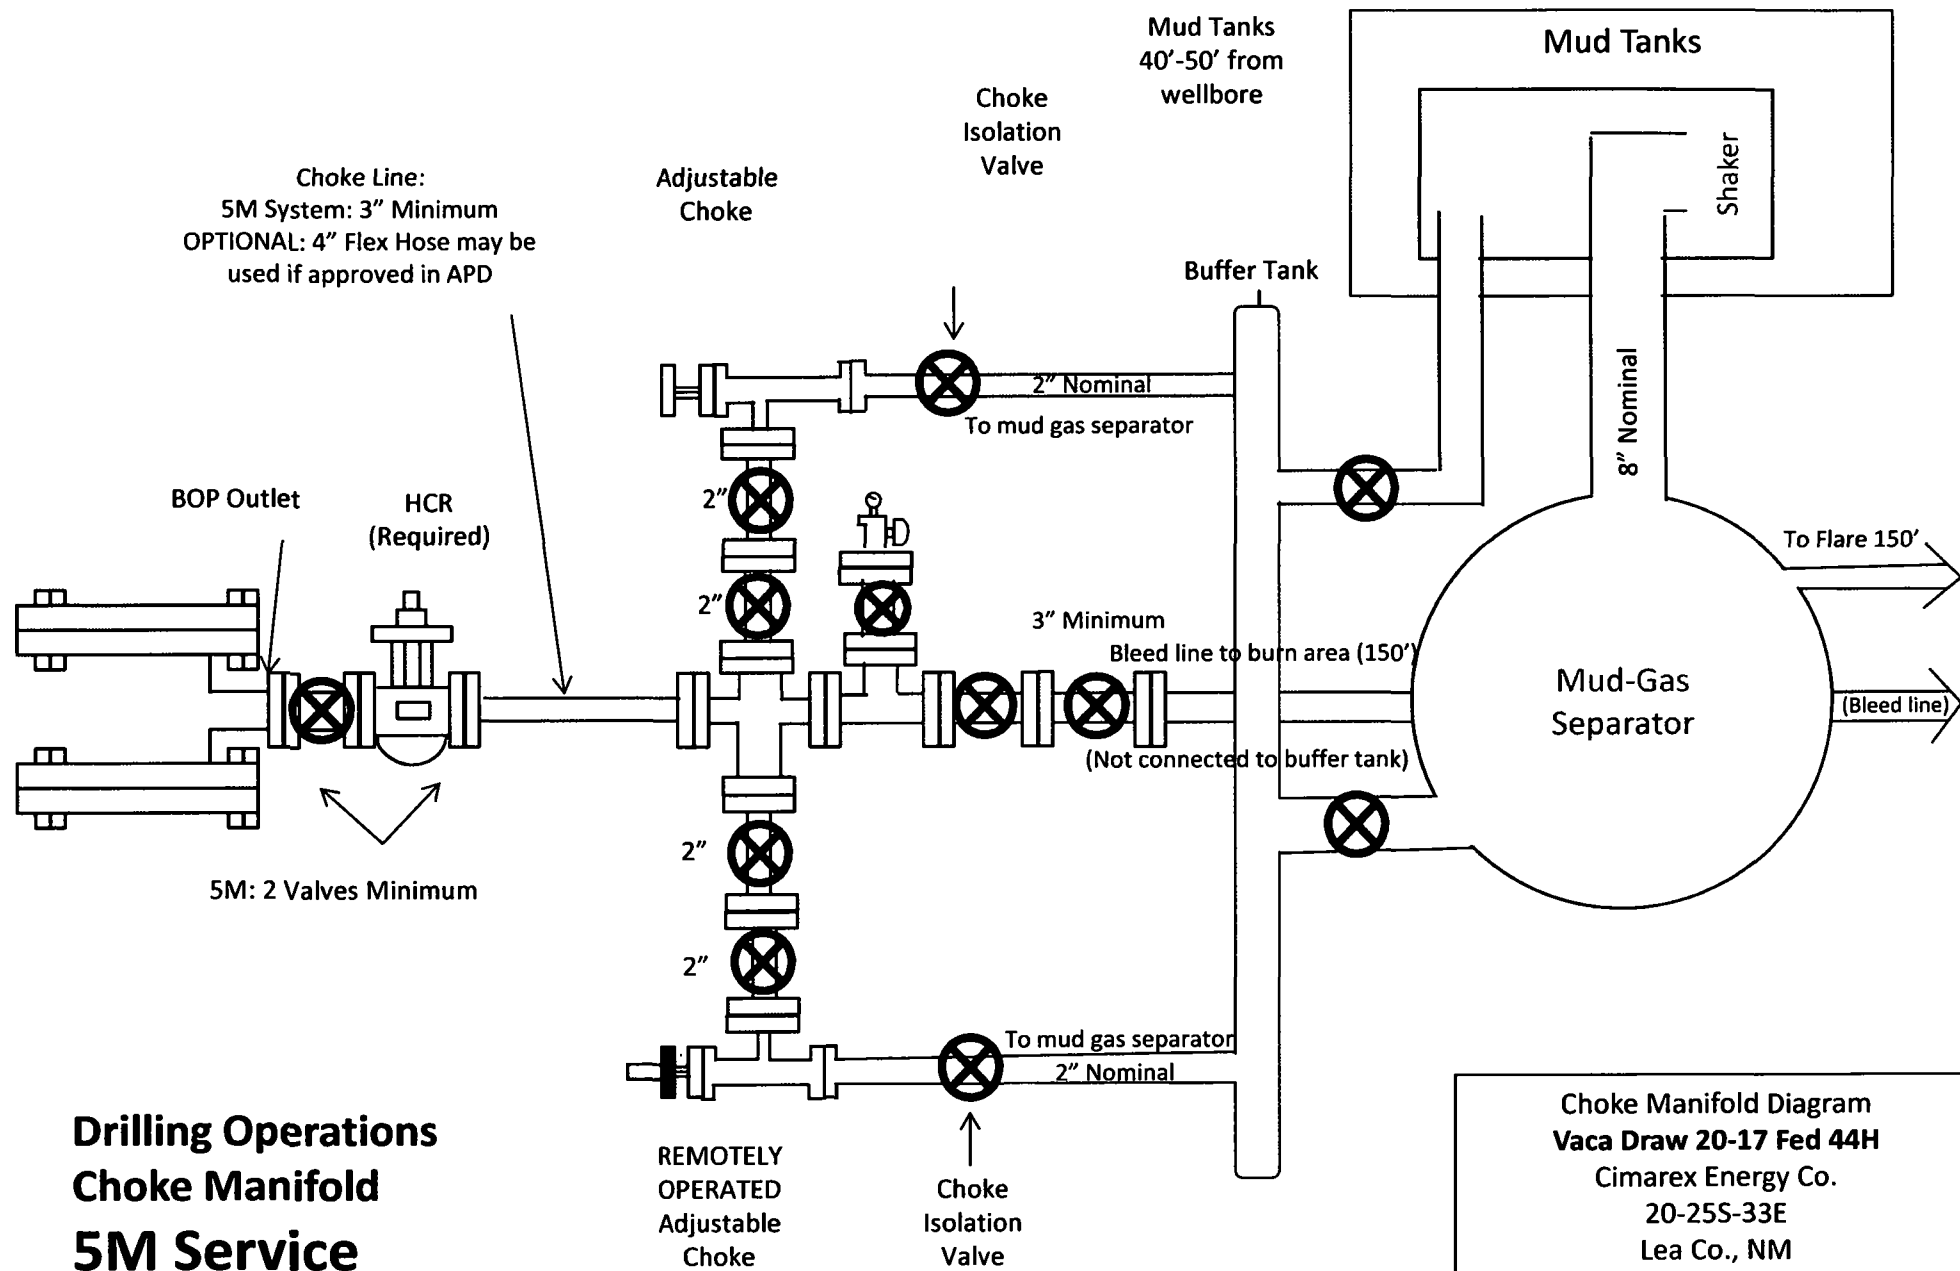 Mud Tanks
40′-50′ from
wellbore
Mud Tanks
Shaker
Choke
Isolation
Valve
Choke Line:
5M System: 3″ Minimum
OPTIONAL: 4″ Flex Hose may be
used if approved in APD
Adjustable
Choke
Buffer Tank
2″ Nominal
To mud gas separator
8″ Nominal
BOP Outlet
HCR
(Required)
2″
2″
To Flare 150′
3″ Minimum
Bleed line to burn area (150′)
Mud-Gas
Separator
(Bleed line)
(Not connected to buffer tank)
5M: 2 Valves Minimum
2″
2″
To mud gas separator
2″ Nominal
REMOTELY
OPERATED
Adjustable
Choke
Choke
Isolation
Valve
Drilling Operations
Choke Manifold
5M Service
Choke Manifold Diagram
Vaca Draw 20-17 Fed 44H
Cimarex Energy Co.
20-25S-33E
Lea Co., NM